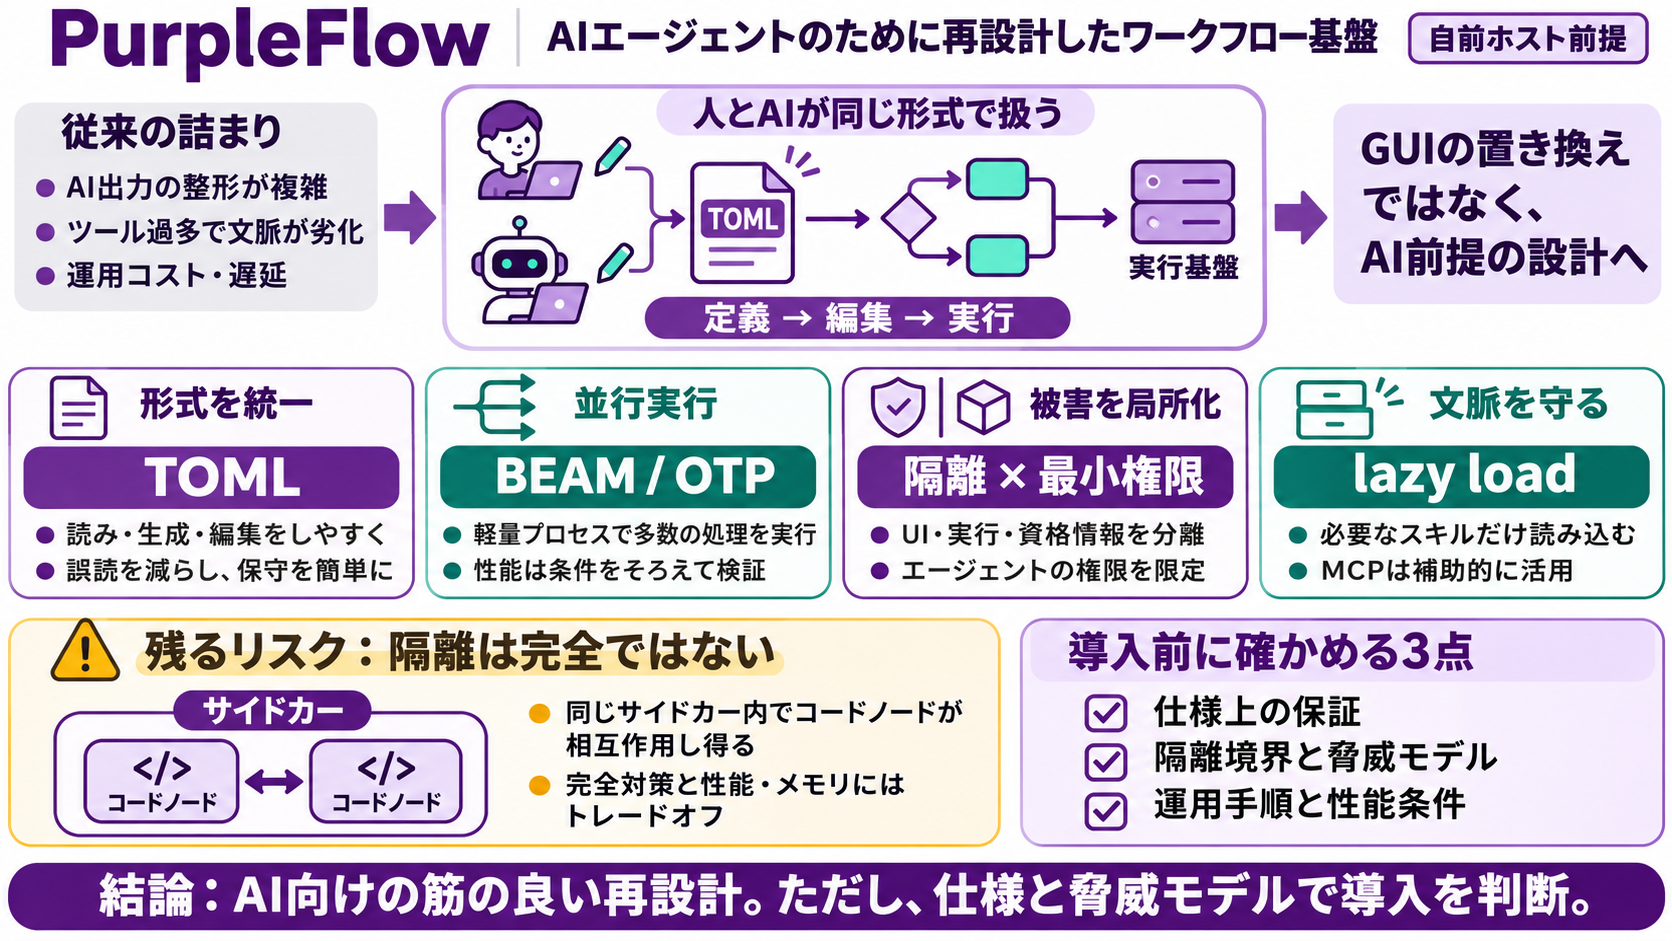 PurpleFlow
AIエージェントのために再設計したワークフロー基盤
自前ホスト前提
従来の詰まり
AI出力の整形が複雑
ツール過多で文脈が劣化
運用コスト・遅延
人とAIが同じ形式で扱う
TOML
実行基盤
定義 → 編集 → 実行
GUIの置き換え
ではなく、
AI前提の設計へ
形式を統一
TOML
読み・生成・編集をしやすく
誤読を減らし、保守を簡単に
並行実行
BEAM / OTP
軽量プロセスで多数の処理を実行
性能は条件をそろえて検証
被害を局所化
隔離 × 最小権限
UI・実行・資格情報を分離
エージェントの権限を限定
文脈を守る
lazy load
必要なスキルだけ読み込む
MCPは補助的に活用
残るリスク：隔離は完全ではない
サイドカー
</>
コードノード
</>
コードノード
同じサイドカー内でコードノードが
相互作用し得る
完全対策と性能・メモリには
トレードオフ
導入前に確かめる3点
仕様上の保証
隔離境界と脅威モデル
運用手順と性能条件
結論：AI向けの筋の良い再設計。ただし、仕様と脅威モデルで導入を判断。